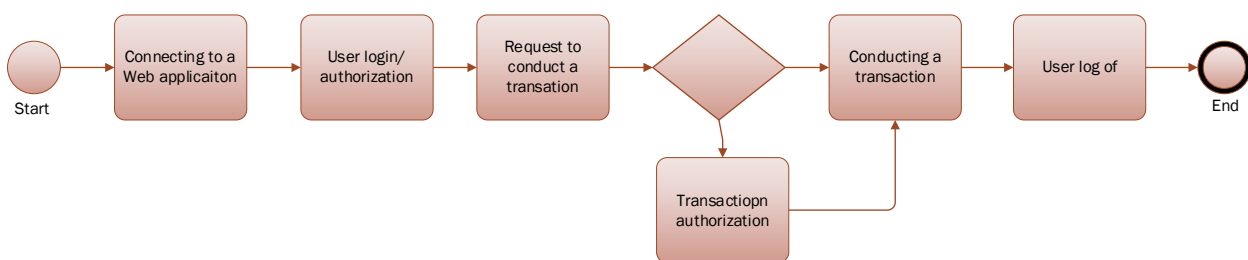 Start
Connecting to a
Web applicaiton
User login/
authorization
Request to
conduct a
transation
Transactiopn
authorization
Conducting a
transaction
User log of
End